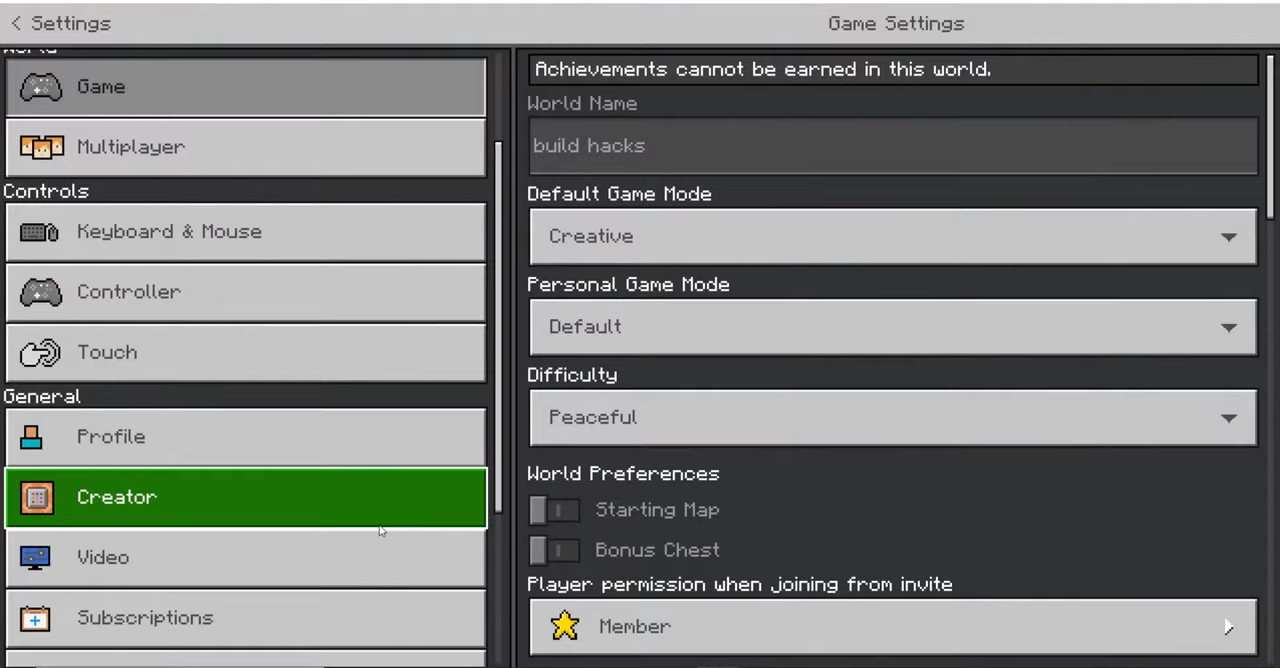 Settings
Game Settings
World
Game
Multiplayer
Controls
Keyboard & Mouse
Controller
Touch
General
Profile
Creator
Video
Subscriptions
Achievements cannot be earned in this world.
World Name
build hacks
Default Game Mode
Creative
Personal Game Mode
Default
Difficulty
Peaceful
World Preferences
Starting Map
Bonus Chest
Player permission when joining from invite
Member